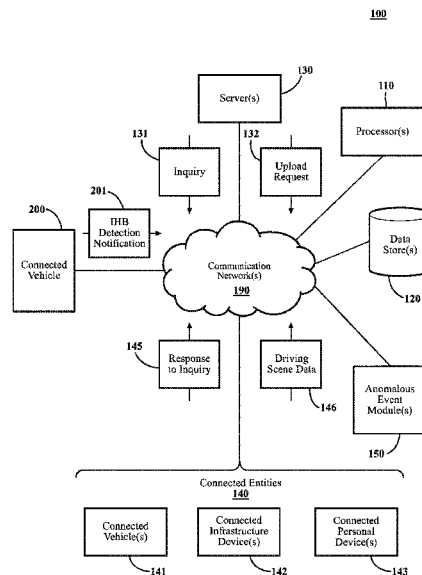 100
130
Server(s)
110
Processor(s)
131
Inquiry
132
Upload
Request
200
Connected
Vehicle
201
IHB
Detection
Notification
Communication
Network(s)
190
Data
Store(s)
120
145
Response
to Inquiry
Driving
Scene Data
146
Anomalous
Event
Module(s)
150
Connected Entities
140
Connected
Vehicle(s)
141
Connected
Infrastructure
Device(s)
142
Connected
Personal
Device(s)
143